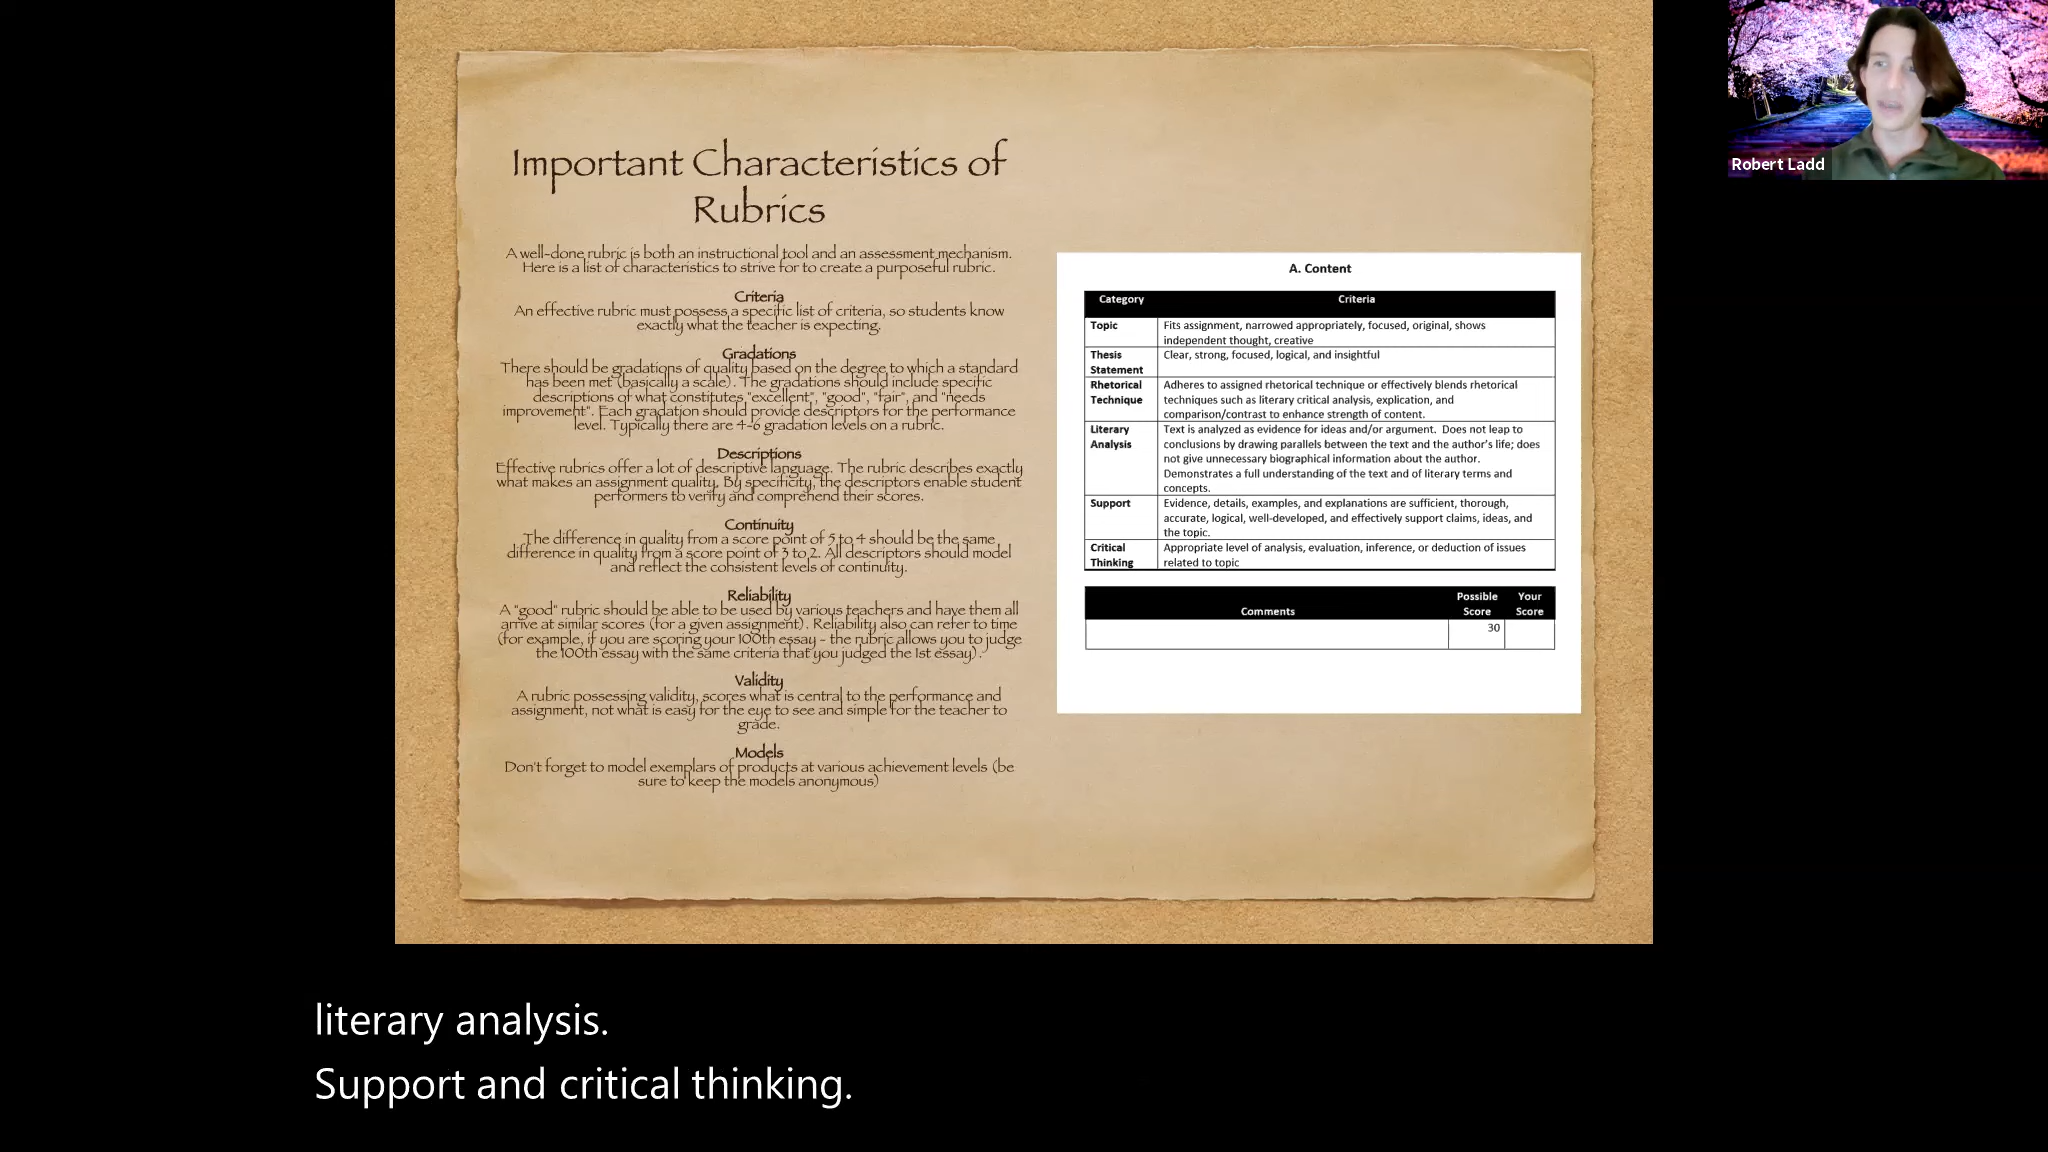 Important Characteristics of
Rubrics
A well-done rubric is both an instructional tool and an assessment mechanism.
Here is a list of characteristics to strive for to create a purposeful rubric.
Criteria
An effective rubric must possess a specific list of criteria, so students know
exactly what the teacher is expecting.
Gradations
There should be gradations of quality based on the degree to which a standard
has been met (basically a scale). The gradations should include specific
descriptions of what constitutes "excellent", "good", "fair", and "needs
improvement". Each gradation should provide descriptors for the performance
level. Typically there are 4-6 gradation levels on a rubric.
Descriptions
Effective rubrics offer a lot of descriptive language. The rubric describes exactly
what makes an assignment quality. By specificity, the descriptors enable student
performers to verify and comprehend their scores.
Continuity
The difference in quality from a score point of 5 to 4 should be the same
difference in quality from a score point of 3 to 2. All descriptors should model
and reflect the consistent levels of continuity.
Reliability
A "good" rubric should be able to be used by various teachers and have them all
arrive at similar scores (for a given assignment). Reliability also can refer to time
(for example, if you are scoring your 100th essay - the rubric allows you to judge
the 100th essay with the same criteria that you judged the 1st essay).
Validity
A rubric possessing validity, scores what is central to the performance and
assignment, not what is easy for the eye to see and simple for the teacher to
grade.
Models
Don't forget to model exemplars of products at various achievement levels (be
sure to keep the models anonymous)
A. Content
Category Criteria
Topic Fits assignment, narrowed appropriately, focused, original, shows
independent thought, creative
Thesis Clear, strong, focused, logical, and insightful
Statement
Rhetorical Adheres to assigned rhetorical technique or effectively blends rhetorical
Technique techniques such as literary critical analysis, explication, and
comparison/contrast to enhance strength of content.
Literary Text is analyzed as evidence for ideas and/or argument. Does not leap to
Analysis conclusions by drawing parallels between the text and the author's life; does
not give unnecessary biographical information about the author.
Demonstrates a full understanding of the text and of literary terms and
concepts.
Support Evidence, details, examples, and explanations are sufficient, thorough,
accurate, logical, well-developed, and effectively support claims, ideas, and
the topic.
Critical Appropriate level of analysis, evaluation, inference, or deduction of issues
Thinking related to topic
Possible Your
Comments Score Score
30
Robert Ladd
literary analysis.
Support and critical thinking.